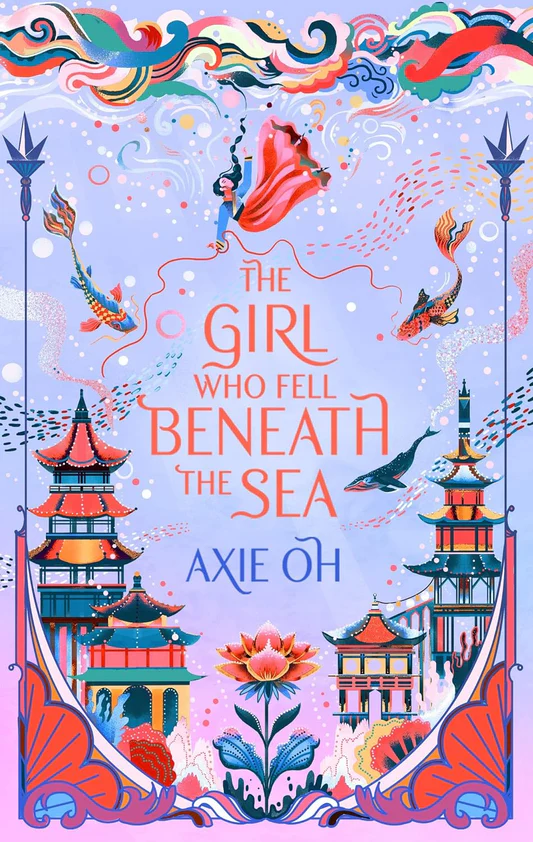 THE
GIRL
WHO FELL
BENEATH
THE SEA
AXIE OH